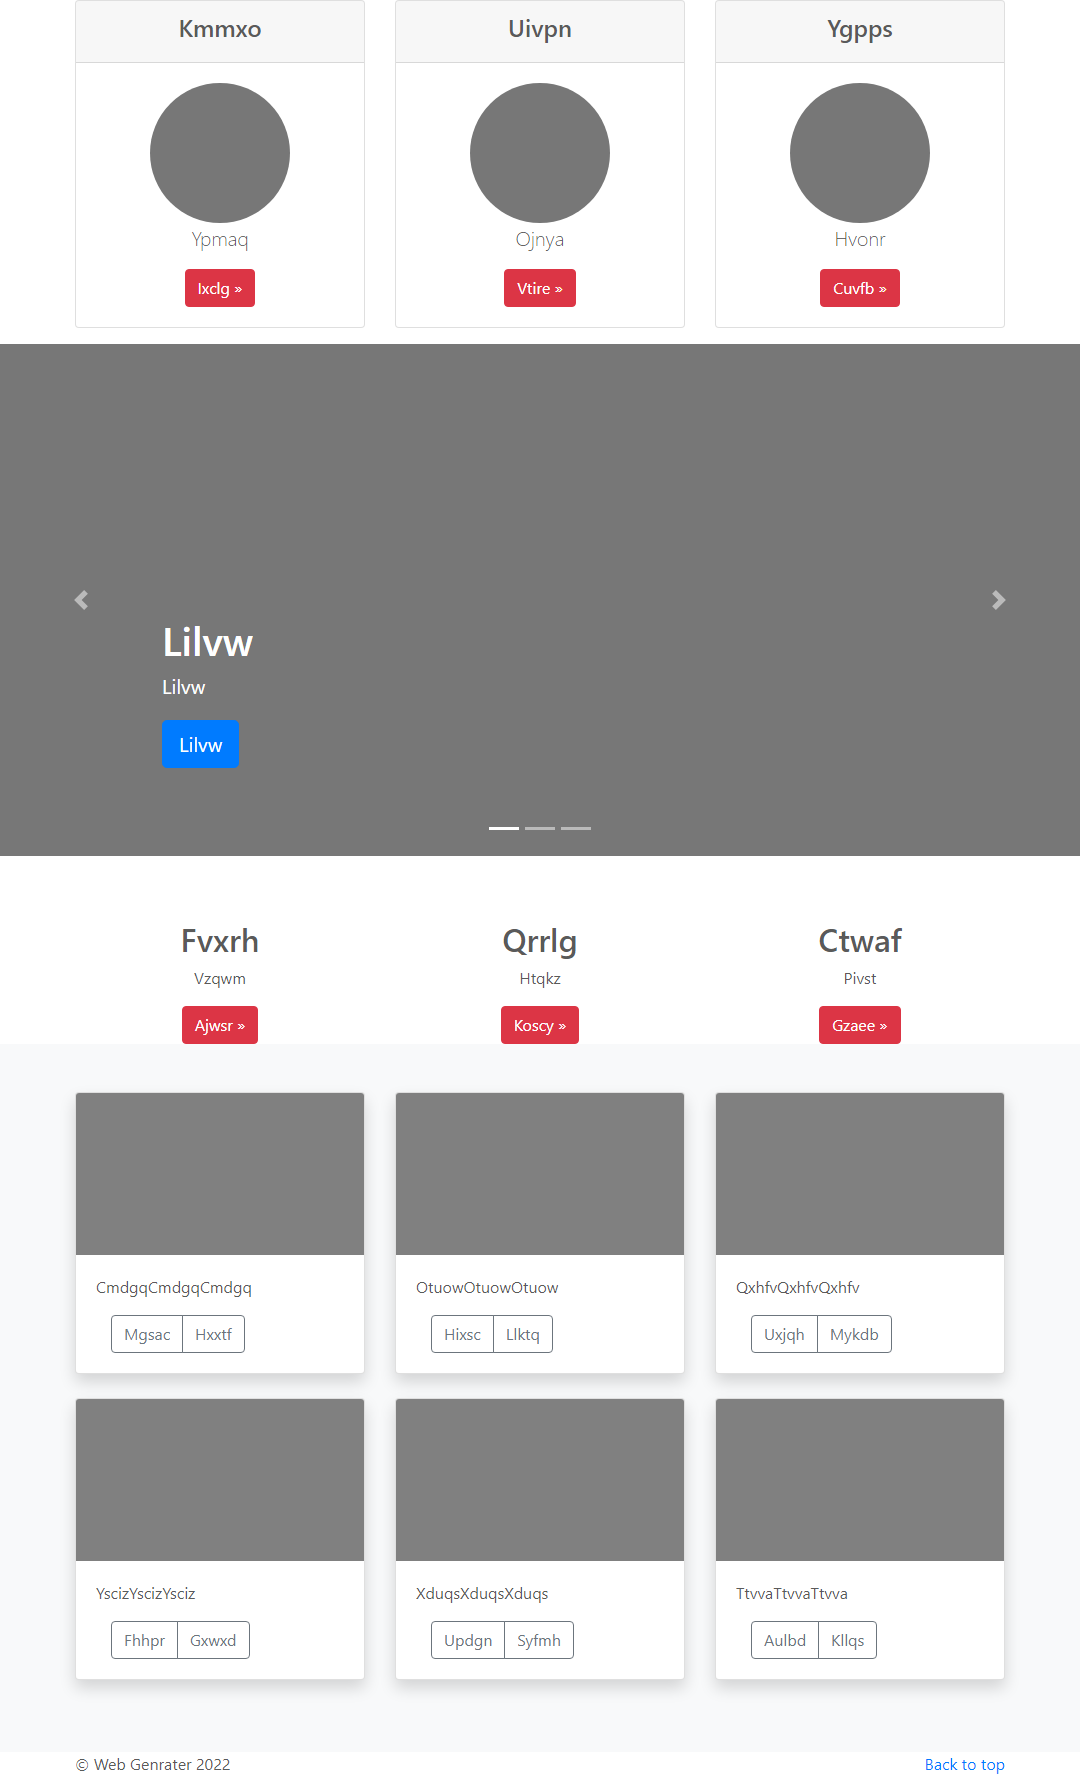 Kmmxo Uivpn Ygpps
Ypmaq Ojnya Hvonr
Ixclg » Vtire » Cuvfb »
Lilvw
Lilvw
Lilvw
Fvxrh Qrrlg Ctwaf
Vzqwm Htqkz Pivst
Ajwsr » Koscy » Gzaee »
CmdgqCmdgqCmdgq OtuowOtuowOtuow QxhfvQxhfvQxhfv
Mgsac Hxxtf Hixsc Llktq Uxjqh Mykdb
YscizYscizYsciz XduqsXduqsXduqs TtvvaTtvvaTtvva
Fhhpr Gxwxd Updgn Syfmh Aulbd Kllqs
© Web Genrater 2022 Back to top